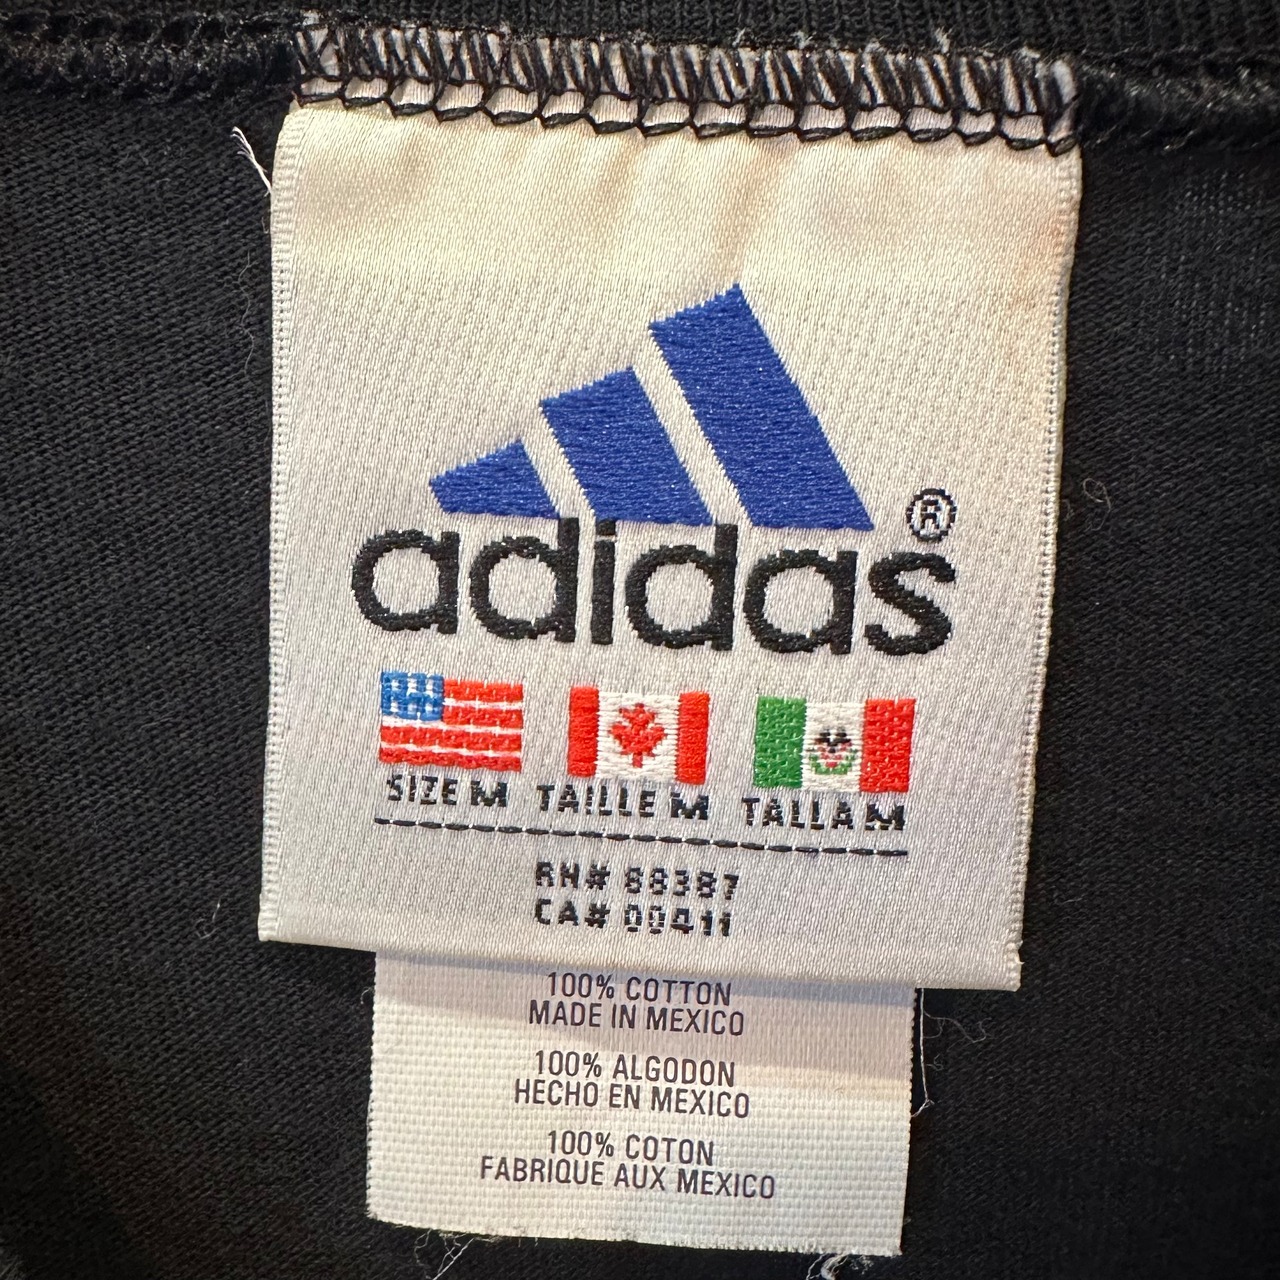 adidas®
SIZE M TAILLE M TALLA M
RN# 88387
CA# 00411
100% COTTON
MADE IN MEXICO
100% ALGODON
HECHO EN MEXICO
100% COTON
FABRIQUE AUX MEXICO